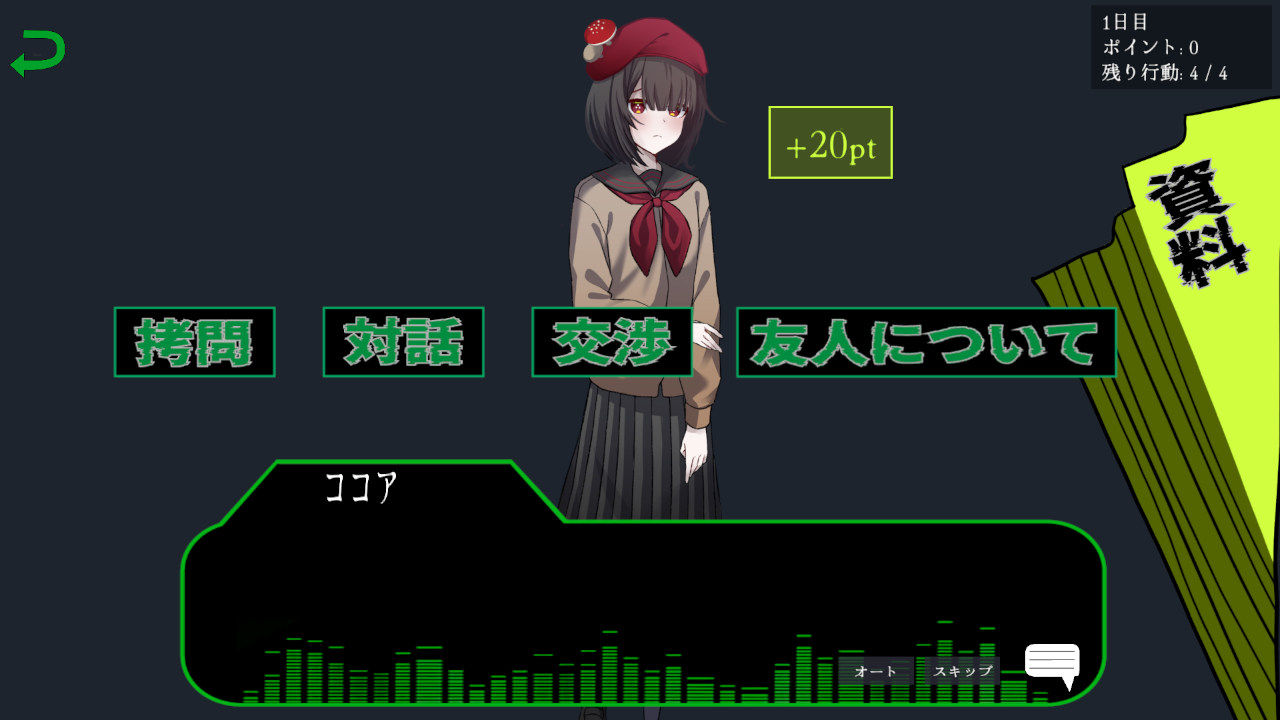 1日目
ポイント: 0
残り行動: 4 / 4
+20pt
資料
拷問
対話
交渉
友人について
ココア
オート
スキップ